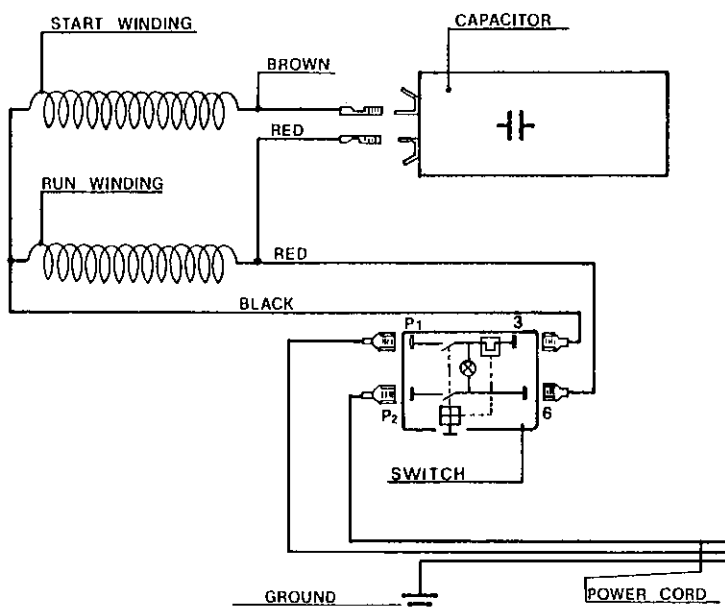 START WINDING
CAPACITOR
BROWN
RED
RUN WINDING
RED
BLACK
P1
3
P2
6
SWITCH
GROUND
POWER CORD